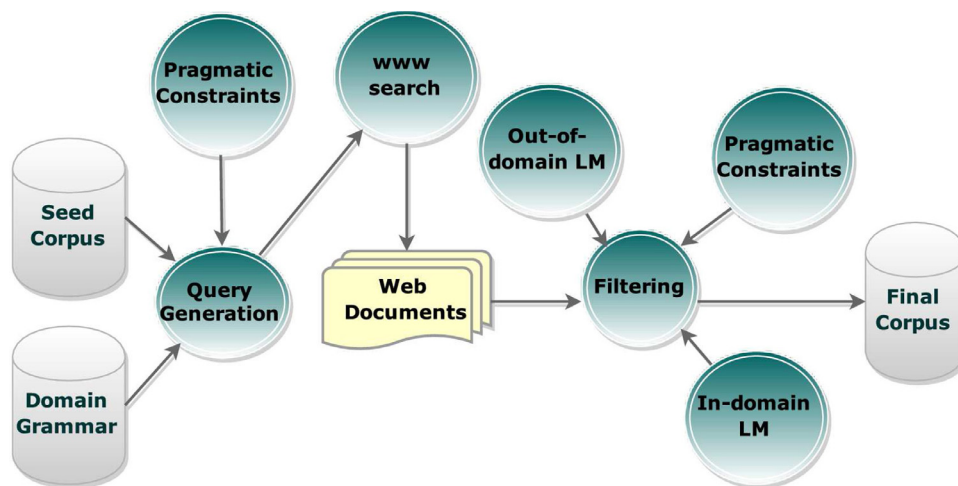 Pragmatic
Constraints
www
search
Out-of-
domain LM
Pragmatic
Constraints
Seed
Corpus
Query
Generation
Web
Documents
Filtering
Final
Corpus
Domain
Grammar
In-domain
LM